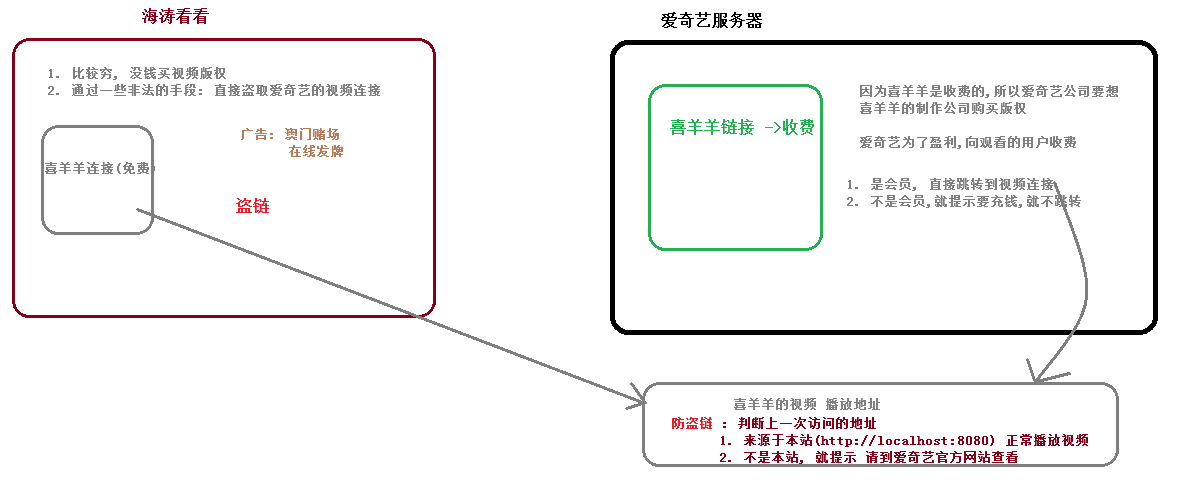 海涛看看
1. 比较穷, 没钱买视频版权
2. 通过一些非法的手段: 直接盗取爱奇艺的视频连接
喜羊羊连接(免费)
广告: 澳门赌场
在线发牌
盗链
爱奇艺服务器
喜羊羊链接 ->收费
因为喜羊羊是收费的,所以爱奇艺公司要想
喜羊羊的制作公司购买版权
爱奇艺为了盈利,向观看的用户收费
1. 是会员, 直接跳转到视频连接
2. 不是会员,就提示要充钱,就不跳转
喜羊羊的视频 播放地址
防盗链 : 判断上一次访问的地址
1. 来源于本站(http://localhost:8080) 正常播放视频
2. 不是本站, 就提示 请到爱奇艺官方网站查看